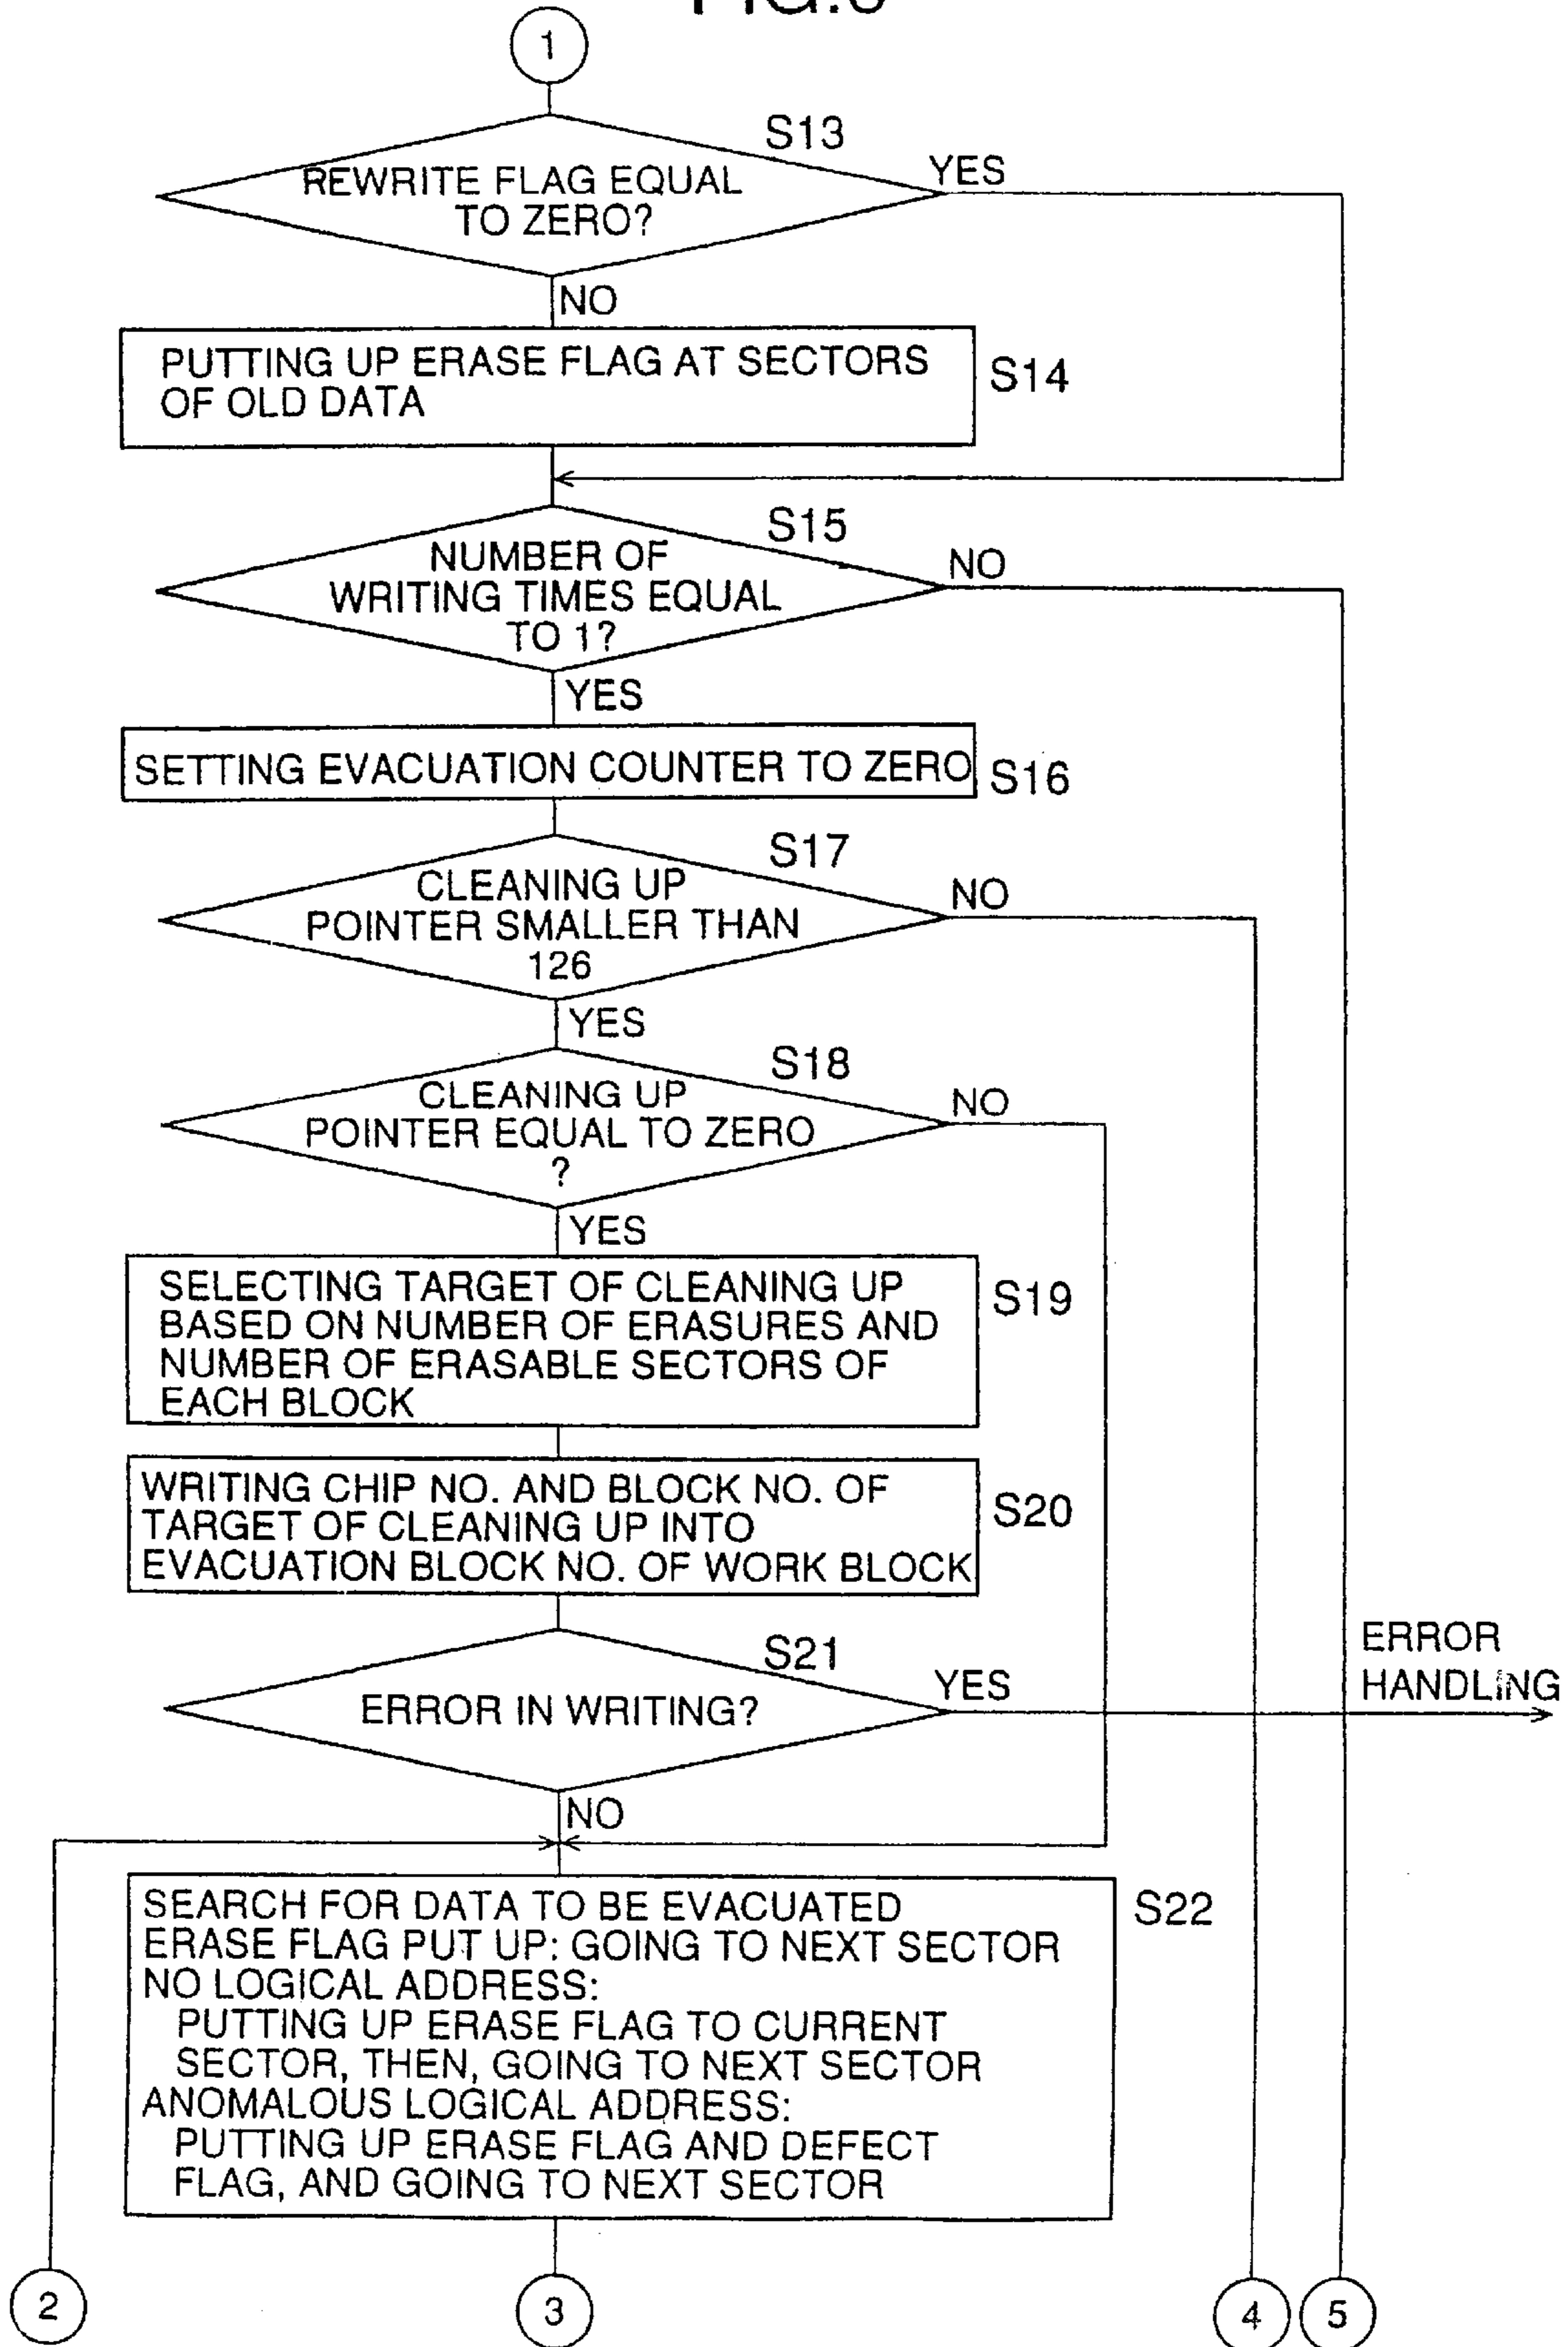 1
S13
REWRITE FLAG EQUAL
TO ZERO?
YES
NO
PUTTING UP ERASE FLAG AT SECTORS
OF OLD DATA
S14
S15
NUMBER OF
WRITING TIMES EQUAL
TO 1?
NO
YES
SETTING EVACUATION COUNTER TO ZERO
S16
S17
CLEANING UP
POINTER SMALLER THAN
126
NO
YES
S18
CLEANING UP
POINTER EQUAL TO ZERO
?
NO
YES
SELECTING TARGET OF CLEANING UP
BASED ON NUMBER OF ERASURES AND
NUMBER OF ERASABLE SECTORS OF
EACH BLOCK
S19
WRITING CHIP NO. AND BLOCK NO. OF
TARGET OF CLEANING UP INTO
EVACUATION BLOCK NO. OF WORK BLOCK
S20
S21
ERROR IN WRITING?
YES
ERROR
HANDLING
NO
SEARCH FOR DATA TO BE EVACUATED
ERASE FLAG PUT UP: GOING TO NEXT SECTOR
NO LOGICAL ADDRESS:
PUTTING UP ERASE FLAG TO CURRENT
SECTOR, THEN, GOING TO NEXT SECTOR
ANOMALOUS LOGICAL ADDRESS:
PUTTING UP ERASE FLAG AND DEFECT
FLAG, AND GOING TO NEXT SECTOR
S22
2
3
4
5